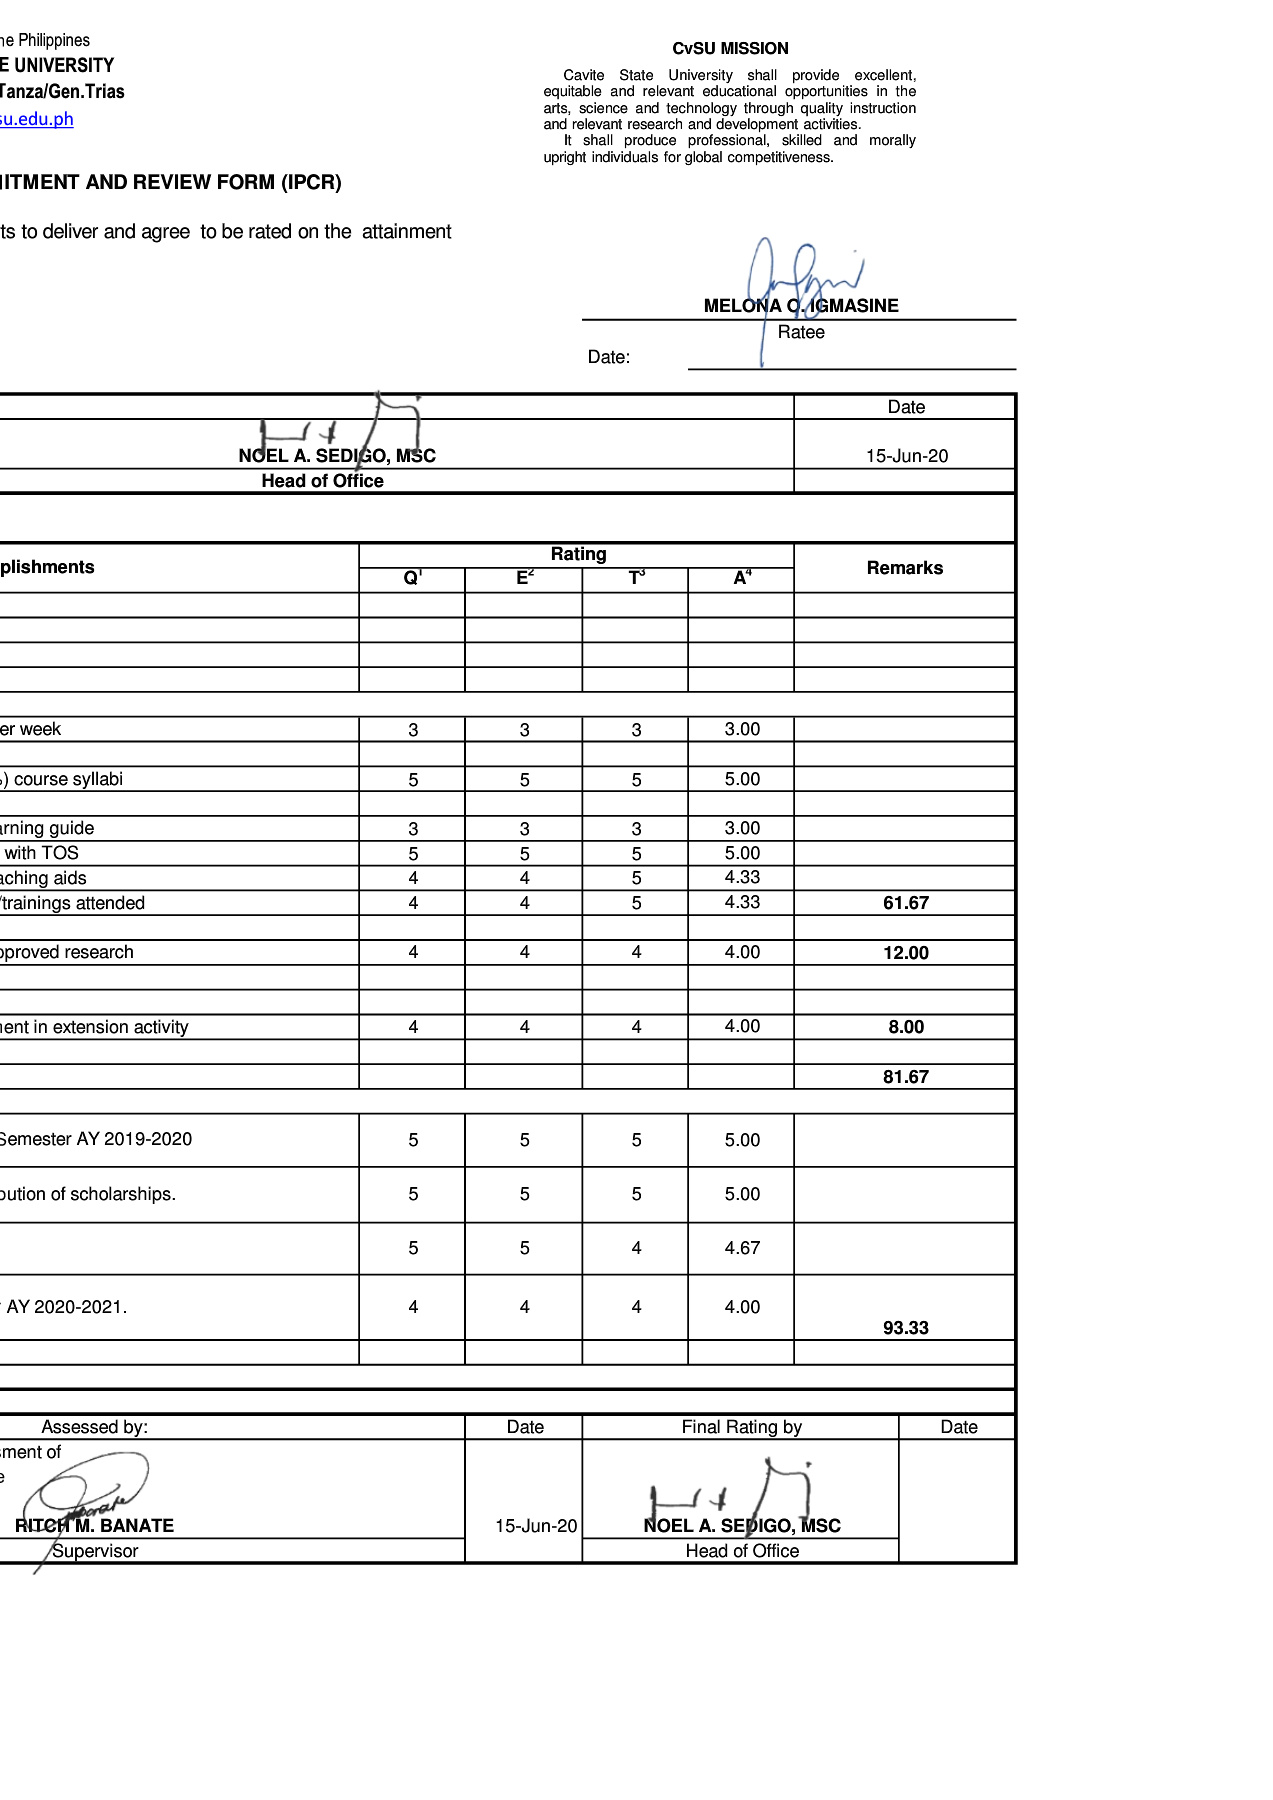 ne Philippines
E UNIVERSITY
Tanza/Gen.Trias
su.edu.ph
CvSU MISSION
Cavite State University shall provide excellent,
equitable and relevant educational opportunities in the
arts, science and technology through quality instruction
and relevant research and development activities.
It shall produce professional, skilled and morally
upright individuals for global competitiveness.
MITMENT AND REVIEW FORM (IPCR)
ts to deliver and agree to be rated on the attainment
MELONA O. IGMASINE
Ratee
Date:
Date
NOEL A. SEDIGO, MSC 15-Jun-20
Head of Office
plishments Rating Remarks
Q1 E2 T3 A4
er week 3 3 3 3.00
%) course syllabi 5 5 5 5.00
arning guide 3 3 3 3.00
with TOS 5 5 5 5.00
aching aids 4 4 5 4.33
/trainings attended 4 4 5 4.33 61.67
pproved research 4 4 4 4.00 12.00
nent in extension activity 4 4 4 4.00 8.00
81.67
Semester AY 2019-2020 5 5 5 5.00
bution of scholarships. 5 5 5 5.00
5 5 4 4.67
AY 2020-2021. 4 4 4 4.00
93.33
Assessed by: Date Final Rating by Date
sment of
e
RITCH M. BANATE 15-Jun-20 NOEL A. SEDIGO, MSC
Supervisor Head of Office